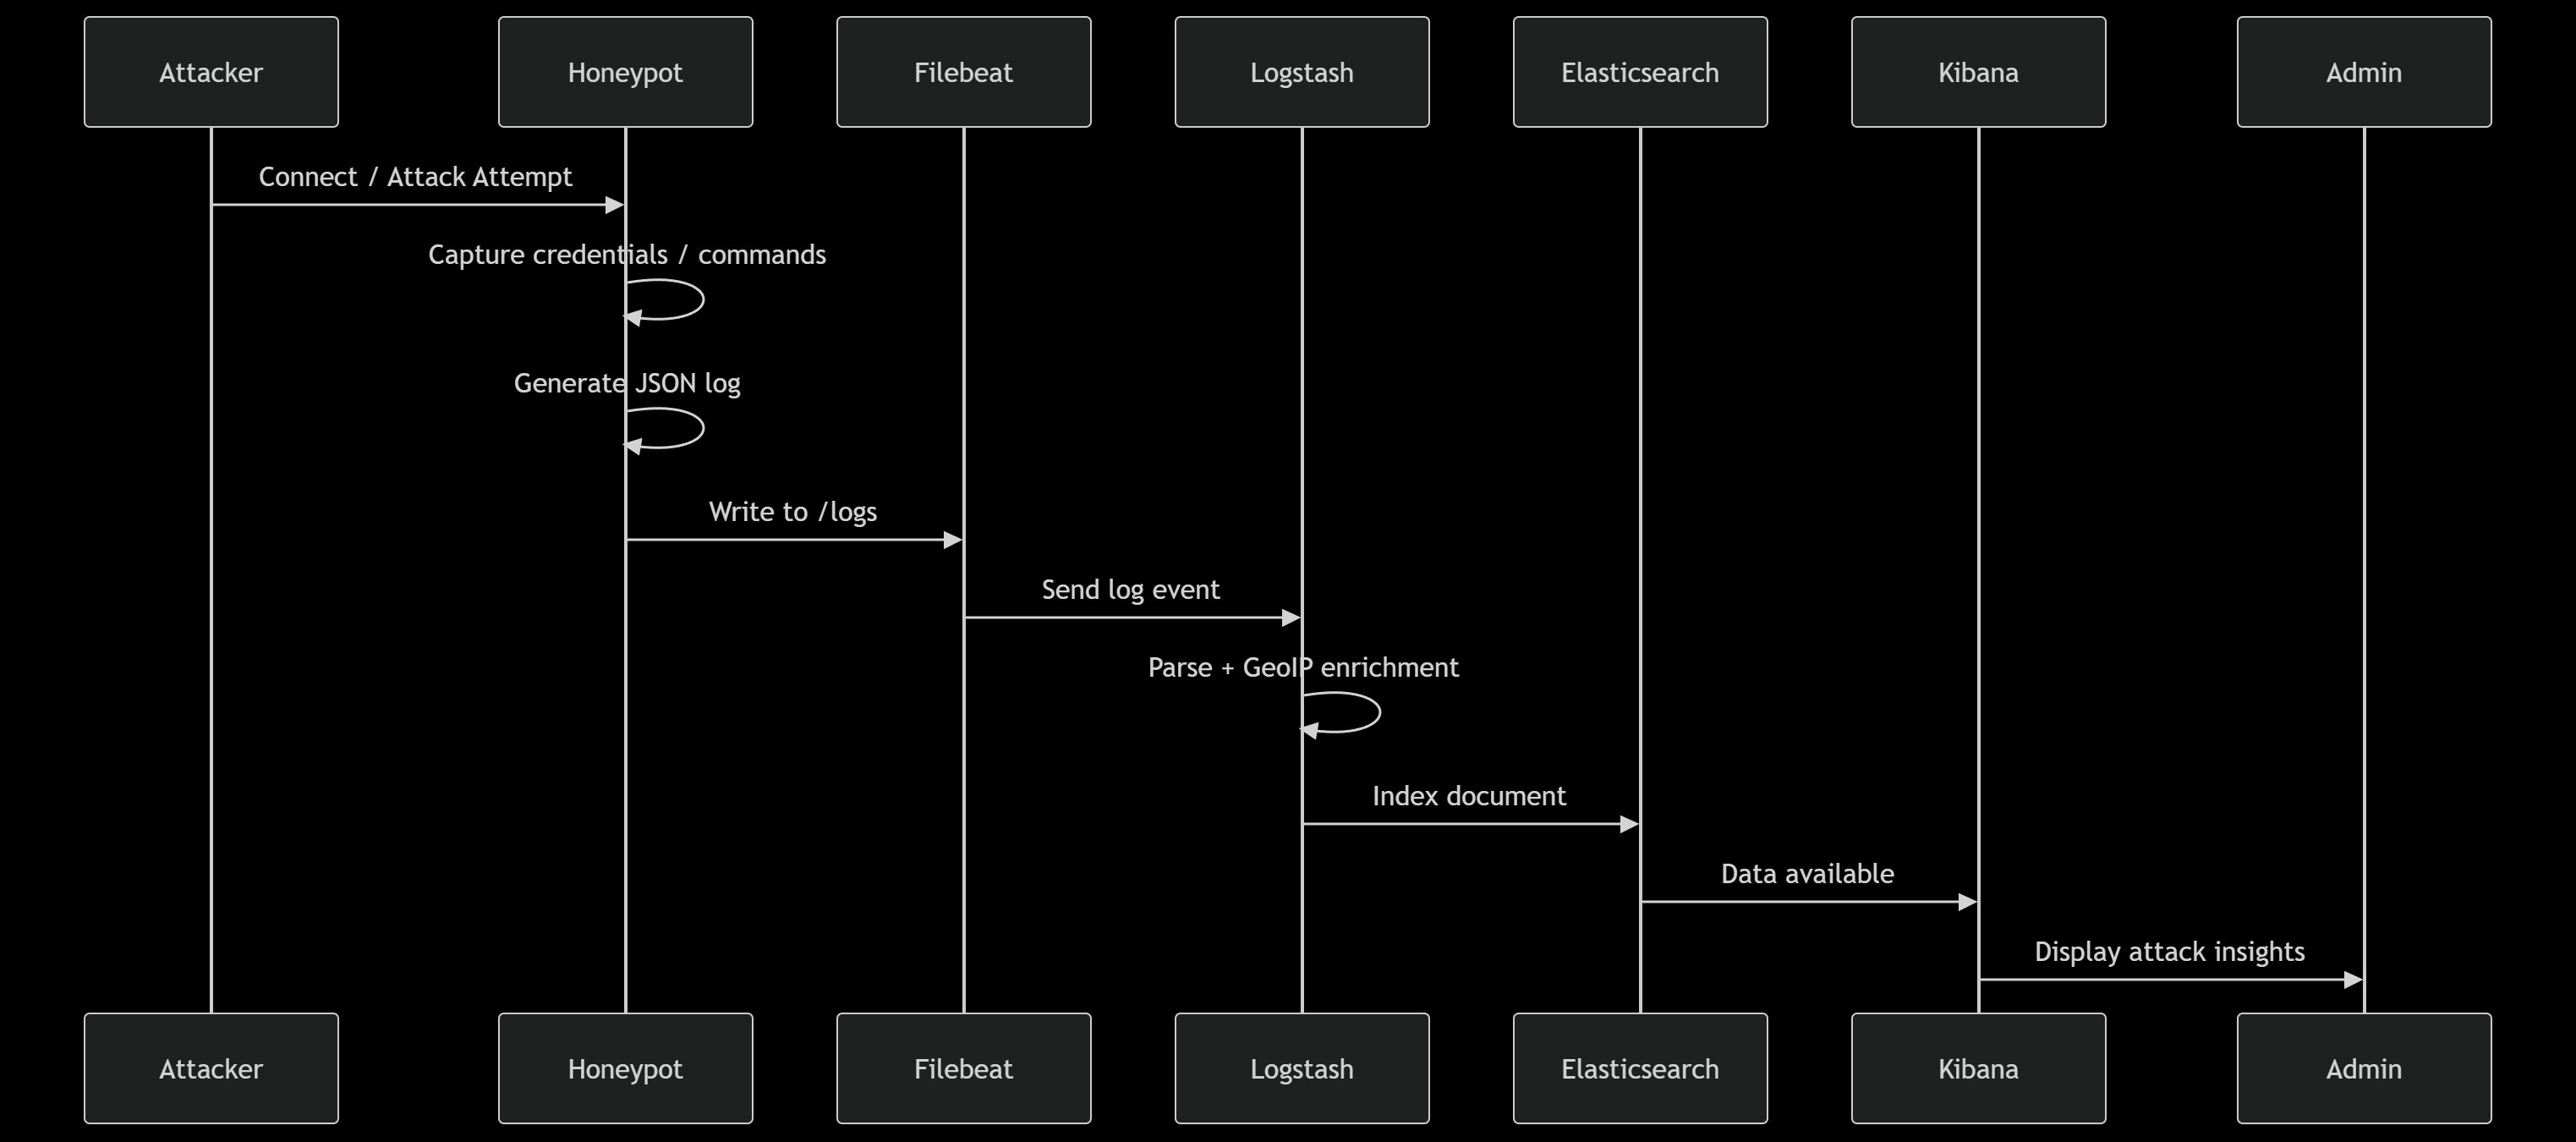 Attacker
Honeypot
Filebeat
Logstash
Elasticsearch
Kibana
Admin
Connect / Attack Attempt
Capture credentials / commands
Generate JSON log
Write to /logs
Send log event
Parse + GeoIP enrichment
Index document
Data available
Display attack insights
Attacker
Honeypot
Filebeat
Logstash
Elasticsearch
Kibana
Admin